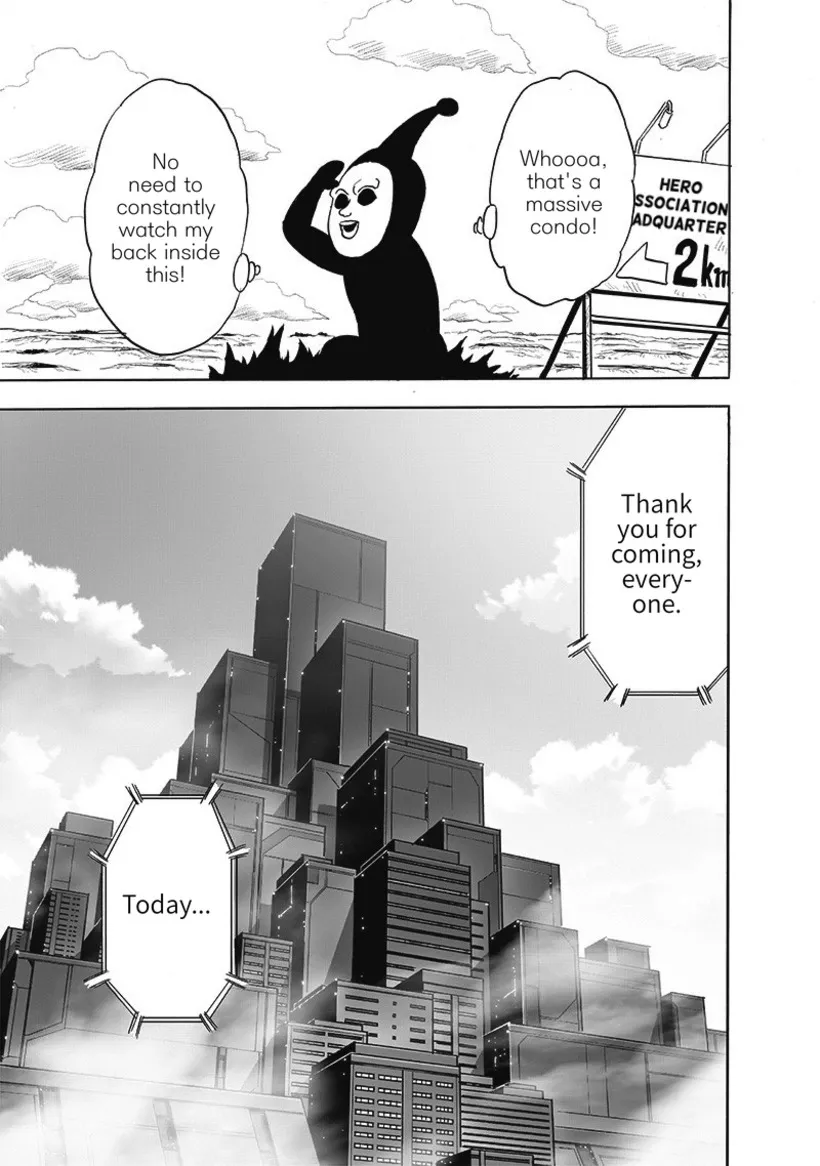 HERO
SSOCIATION
ADQUARTER
2km
Whoooa,
that's a
massive
condo!
No
need to
constantly
watch my
back inside
this!
Thank
you for
coming,
every-
one.
Today...